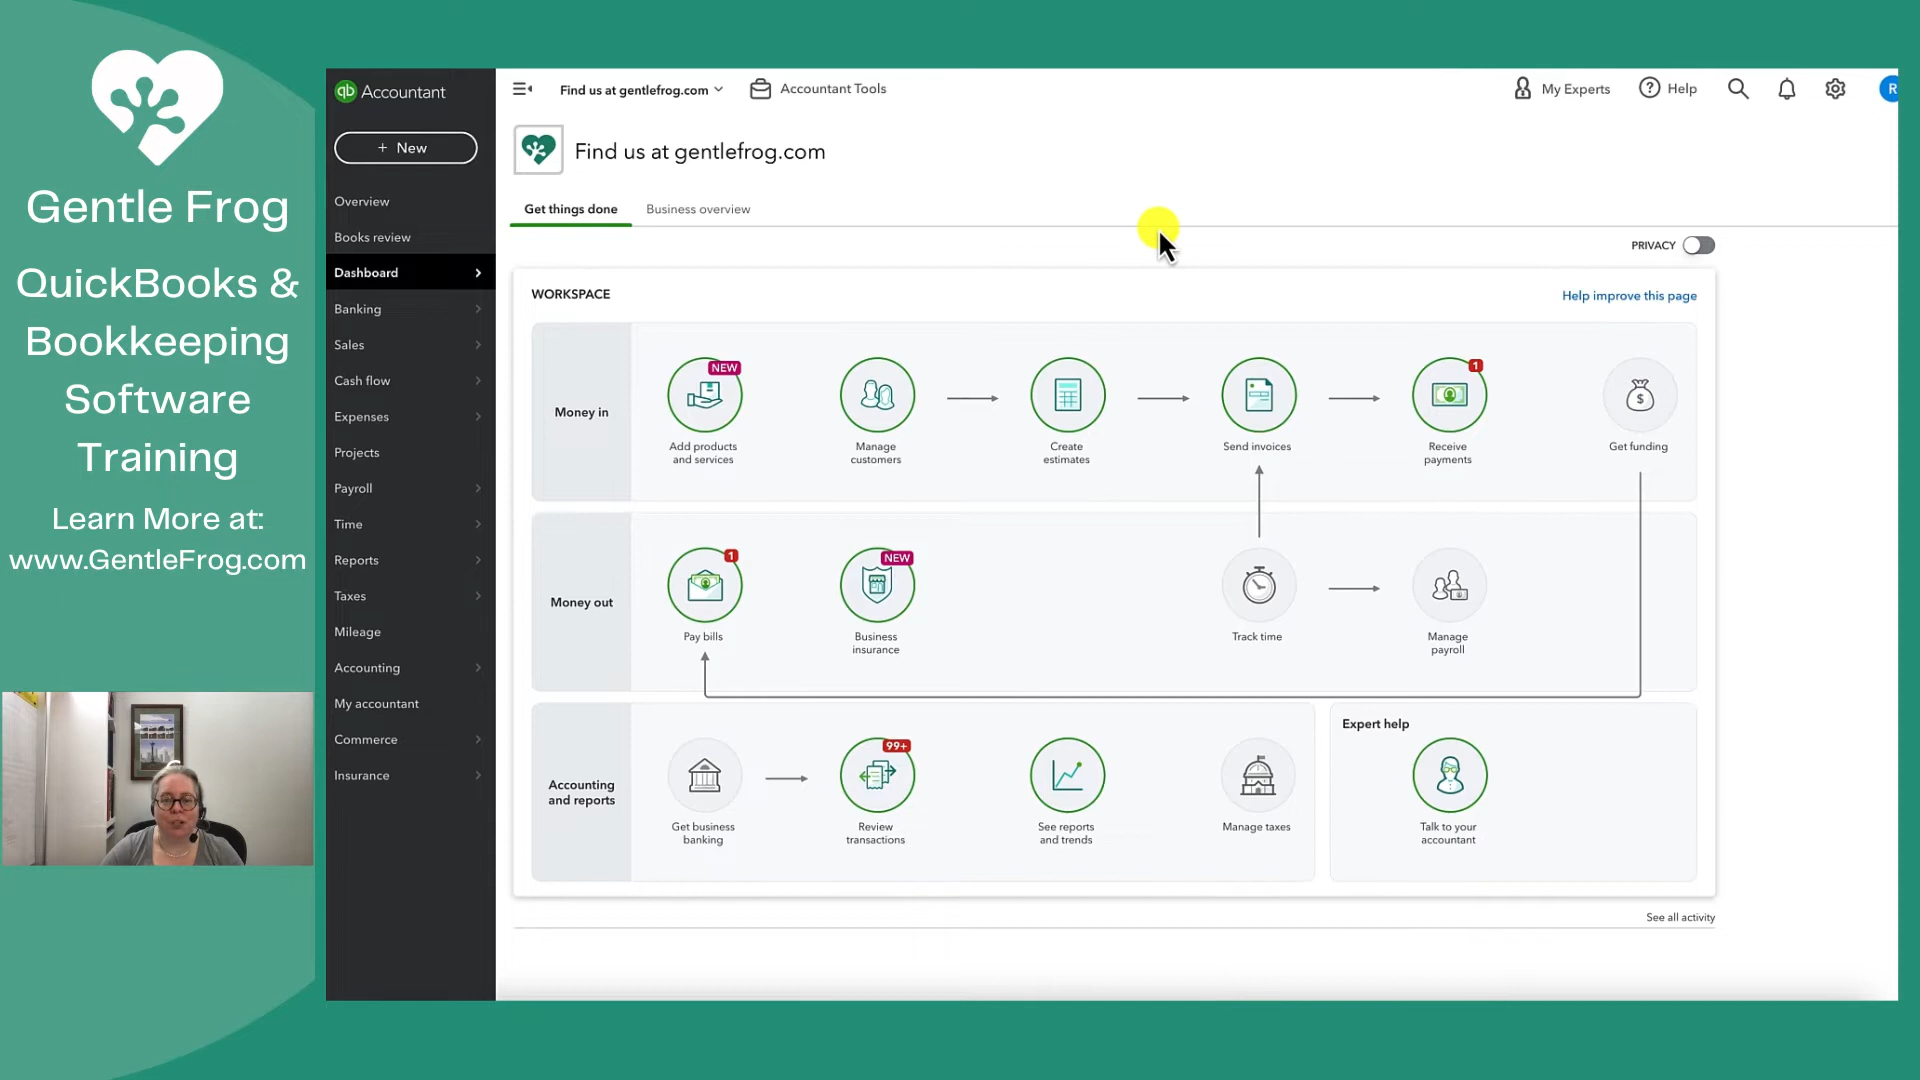 Gentle Frog
QuickBooks &
Bookkeeping
Software
Training
Learn More at:
www.GentleFrog.com
qb Accountant
+ New
Overview
Books review
Dashboard
Banking
Sales
Cash flow
Expenses
Projects
Payroll
Time
Reports
Taxes
Mileage
Accounting
My accountant
Commerce
Insurance
Find us at gentlefrog.com
Accountant Tools
My Experts
Help
R
Find us at gentlefrog.com
Get things done
Business overview
PRIVACY
WORKSPACE
Help improve this page
Money in
NEW
Add products
and services
Manage
customers
Create
estimates
Send invoices
1
Receive
payments
$
Get funding
Money out
1
Pay bills
NEW
Business
insurance
Track time
Manage
payroll
Accounting
and reports
Get business
banking
99+
Review
transactions
See reports
and trends
Manage taxes
Expert help
Talk to your
accountant
See all activity